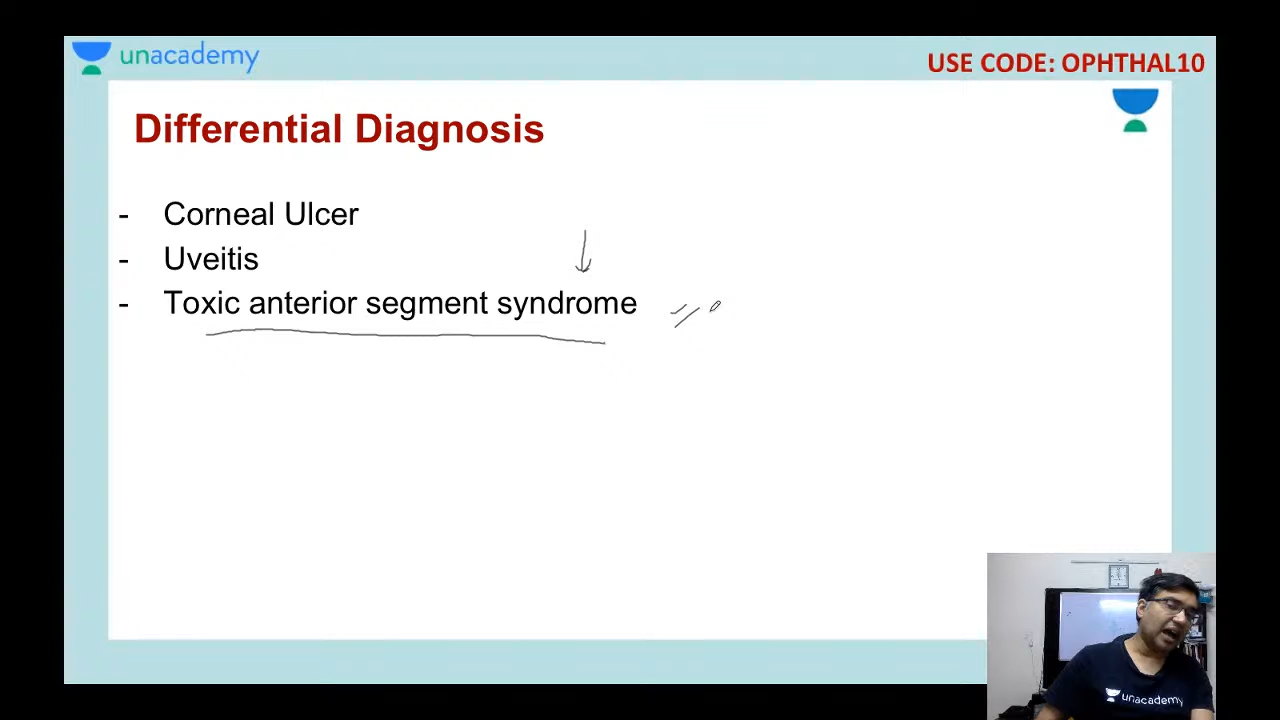 unacademy
USE CODE: OPHTHAL10
Differential Diagnosis
- Corneal Ulcer
- Uveitis
- Toxic anterior segment syndrome
unacademy